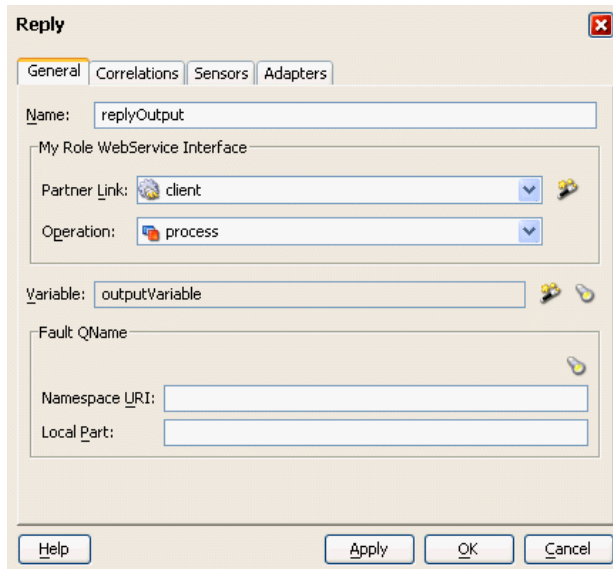 Reply
General Correlations Sensors Adapters
Name: replyOutput
My Role WebService Interface
Partner Link: client
Operation: process
Variable: outputVariable
Fault QName
Namespace URI:
Local Part:
Help Apply OK Cancel